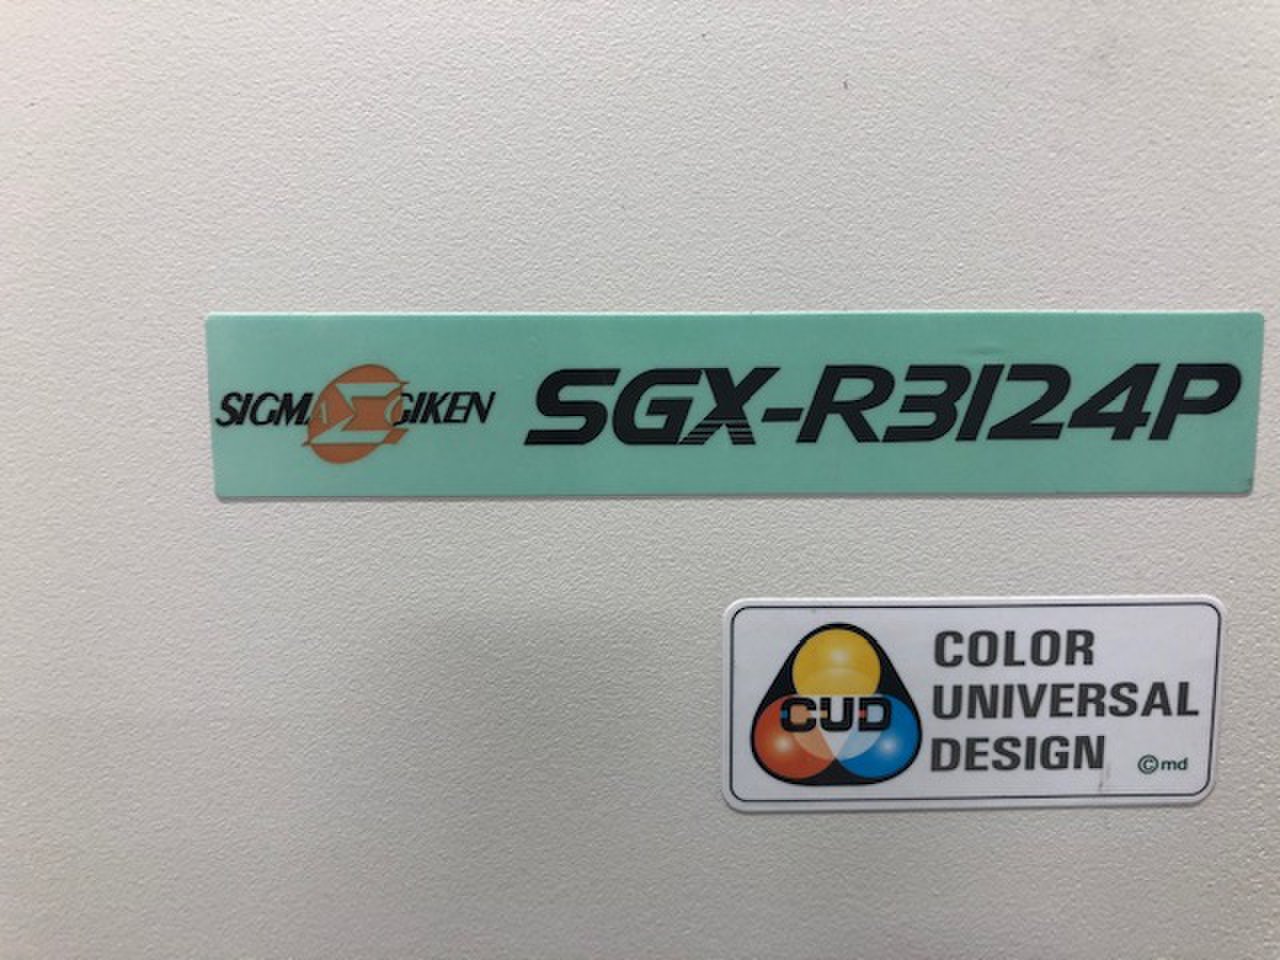 SIGMA Σ GIKEN SGX-R3124P
CUD
COLOR
UNIVERSAL
DESIGN
©md